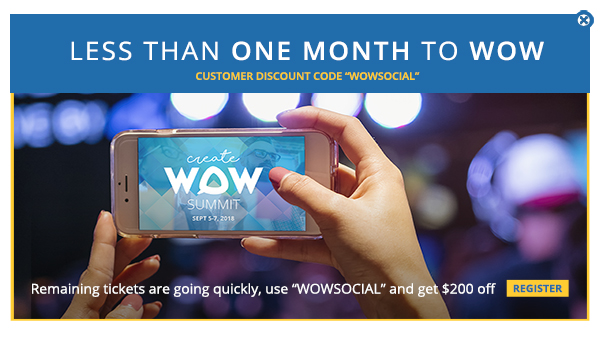 LESS THAN ONE MONTH TO WOW
CUSTOMER DISCOUNT CODE “WOWSOCIAL”
create
WOW
SUMMIT
SEPT 5-7, 2018
Remaining tickets are going quickly, use “WOWSOCIAL” and get $200 off
REGISTER